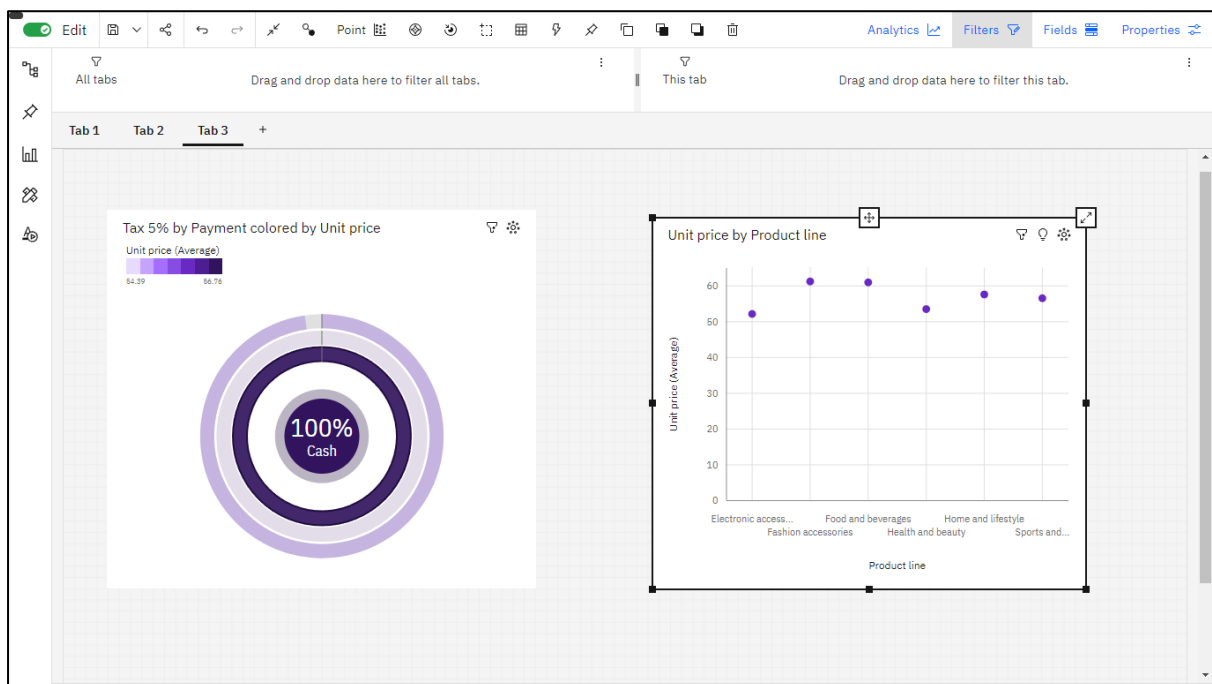 Edit
Point
Analytics
Filters
Fields
Properties
All tabs
Drag and drop data here to filter all tabs.
This tab
Drag and drop data here to filter this tab.
Tab 1
Tab 2
Tab 3
+
Tax 5% by Payment colored by Unit price
Unit price (Average)
54.39
56.76
100%
Cash
Unit price by Product line
Unit price (Average)
60
50
40
30
20
10
0
Electronic access...
Fashion accessories
Food and beverages
Health and beauty
Home and lifestyle
Sports and...
Product line